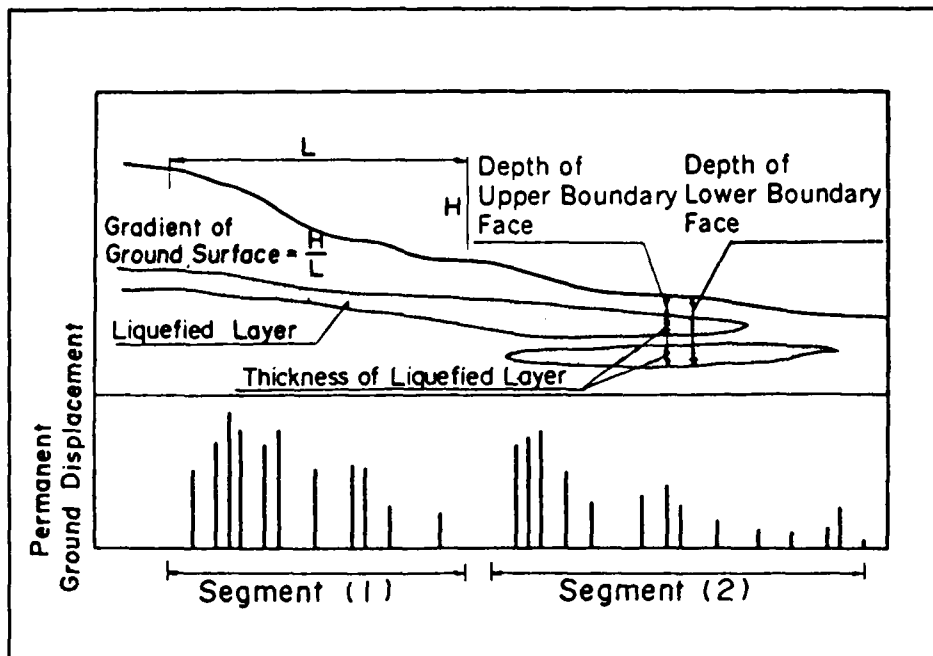 L
H
Depth of
Upper Boundary
Face
Depth of
Lower Boundary
Face
Gradient of
Ground Surface = H/L
Liquefied Layer
Thickness of Liquefied Layer
Permanent
Ground Displacement
Segment (1)
Segment (2)